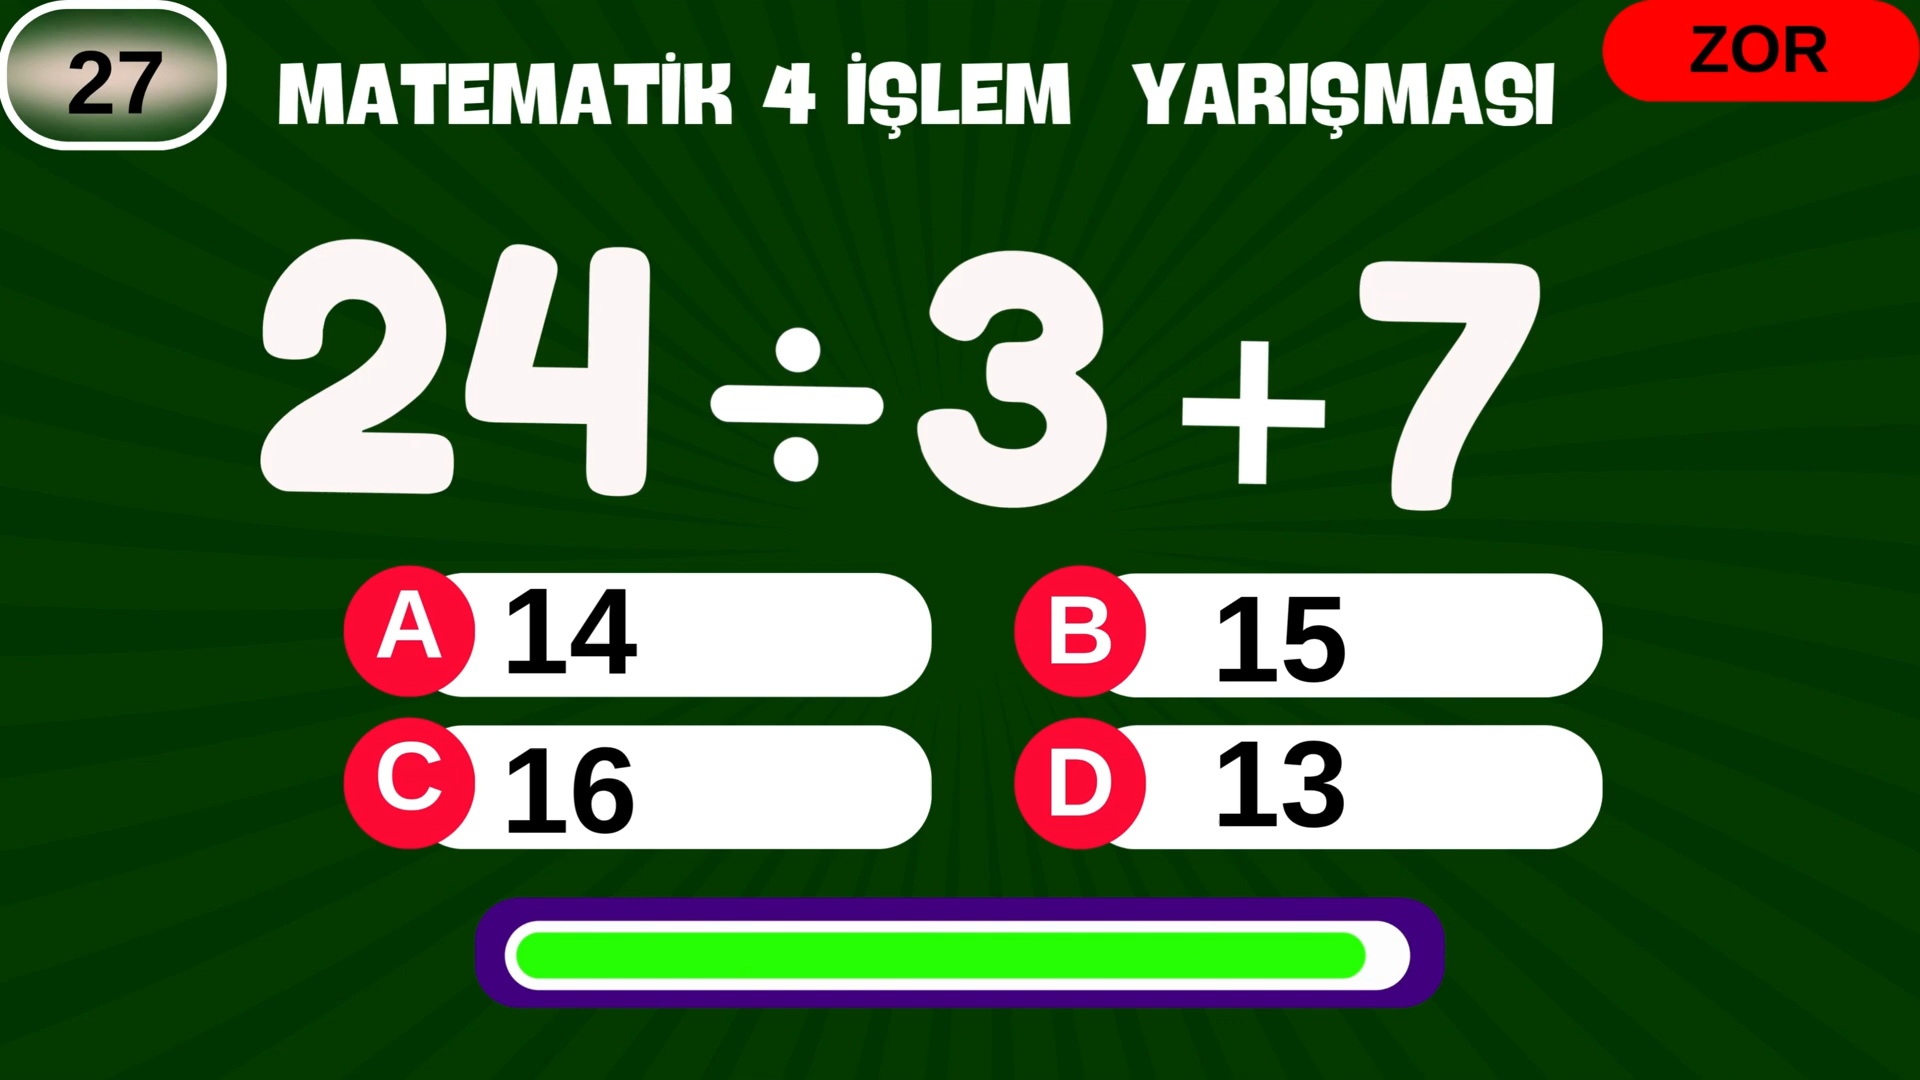 27
MATEMATİK 4 İŞLEM YARIŞMASI
ZOR
24÷3+7
A 14
B 15
C 16
D 13